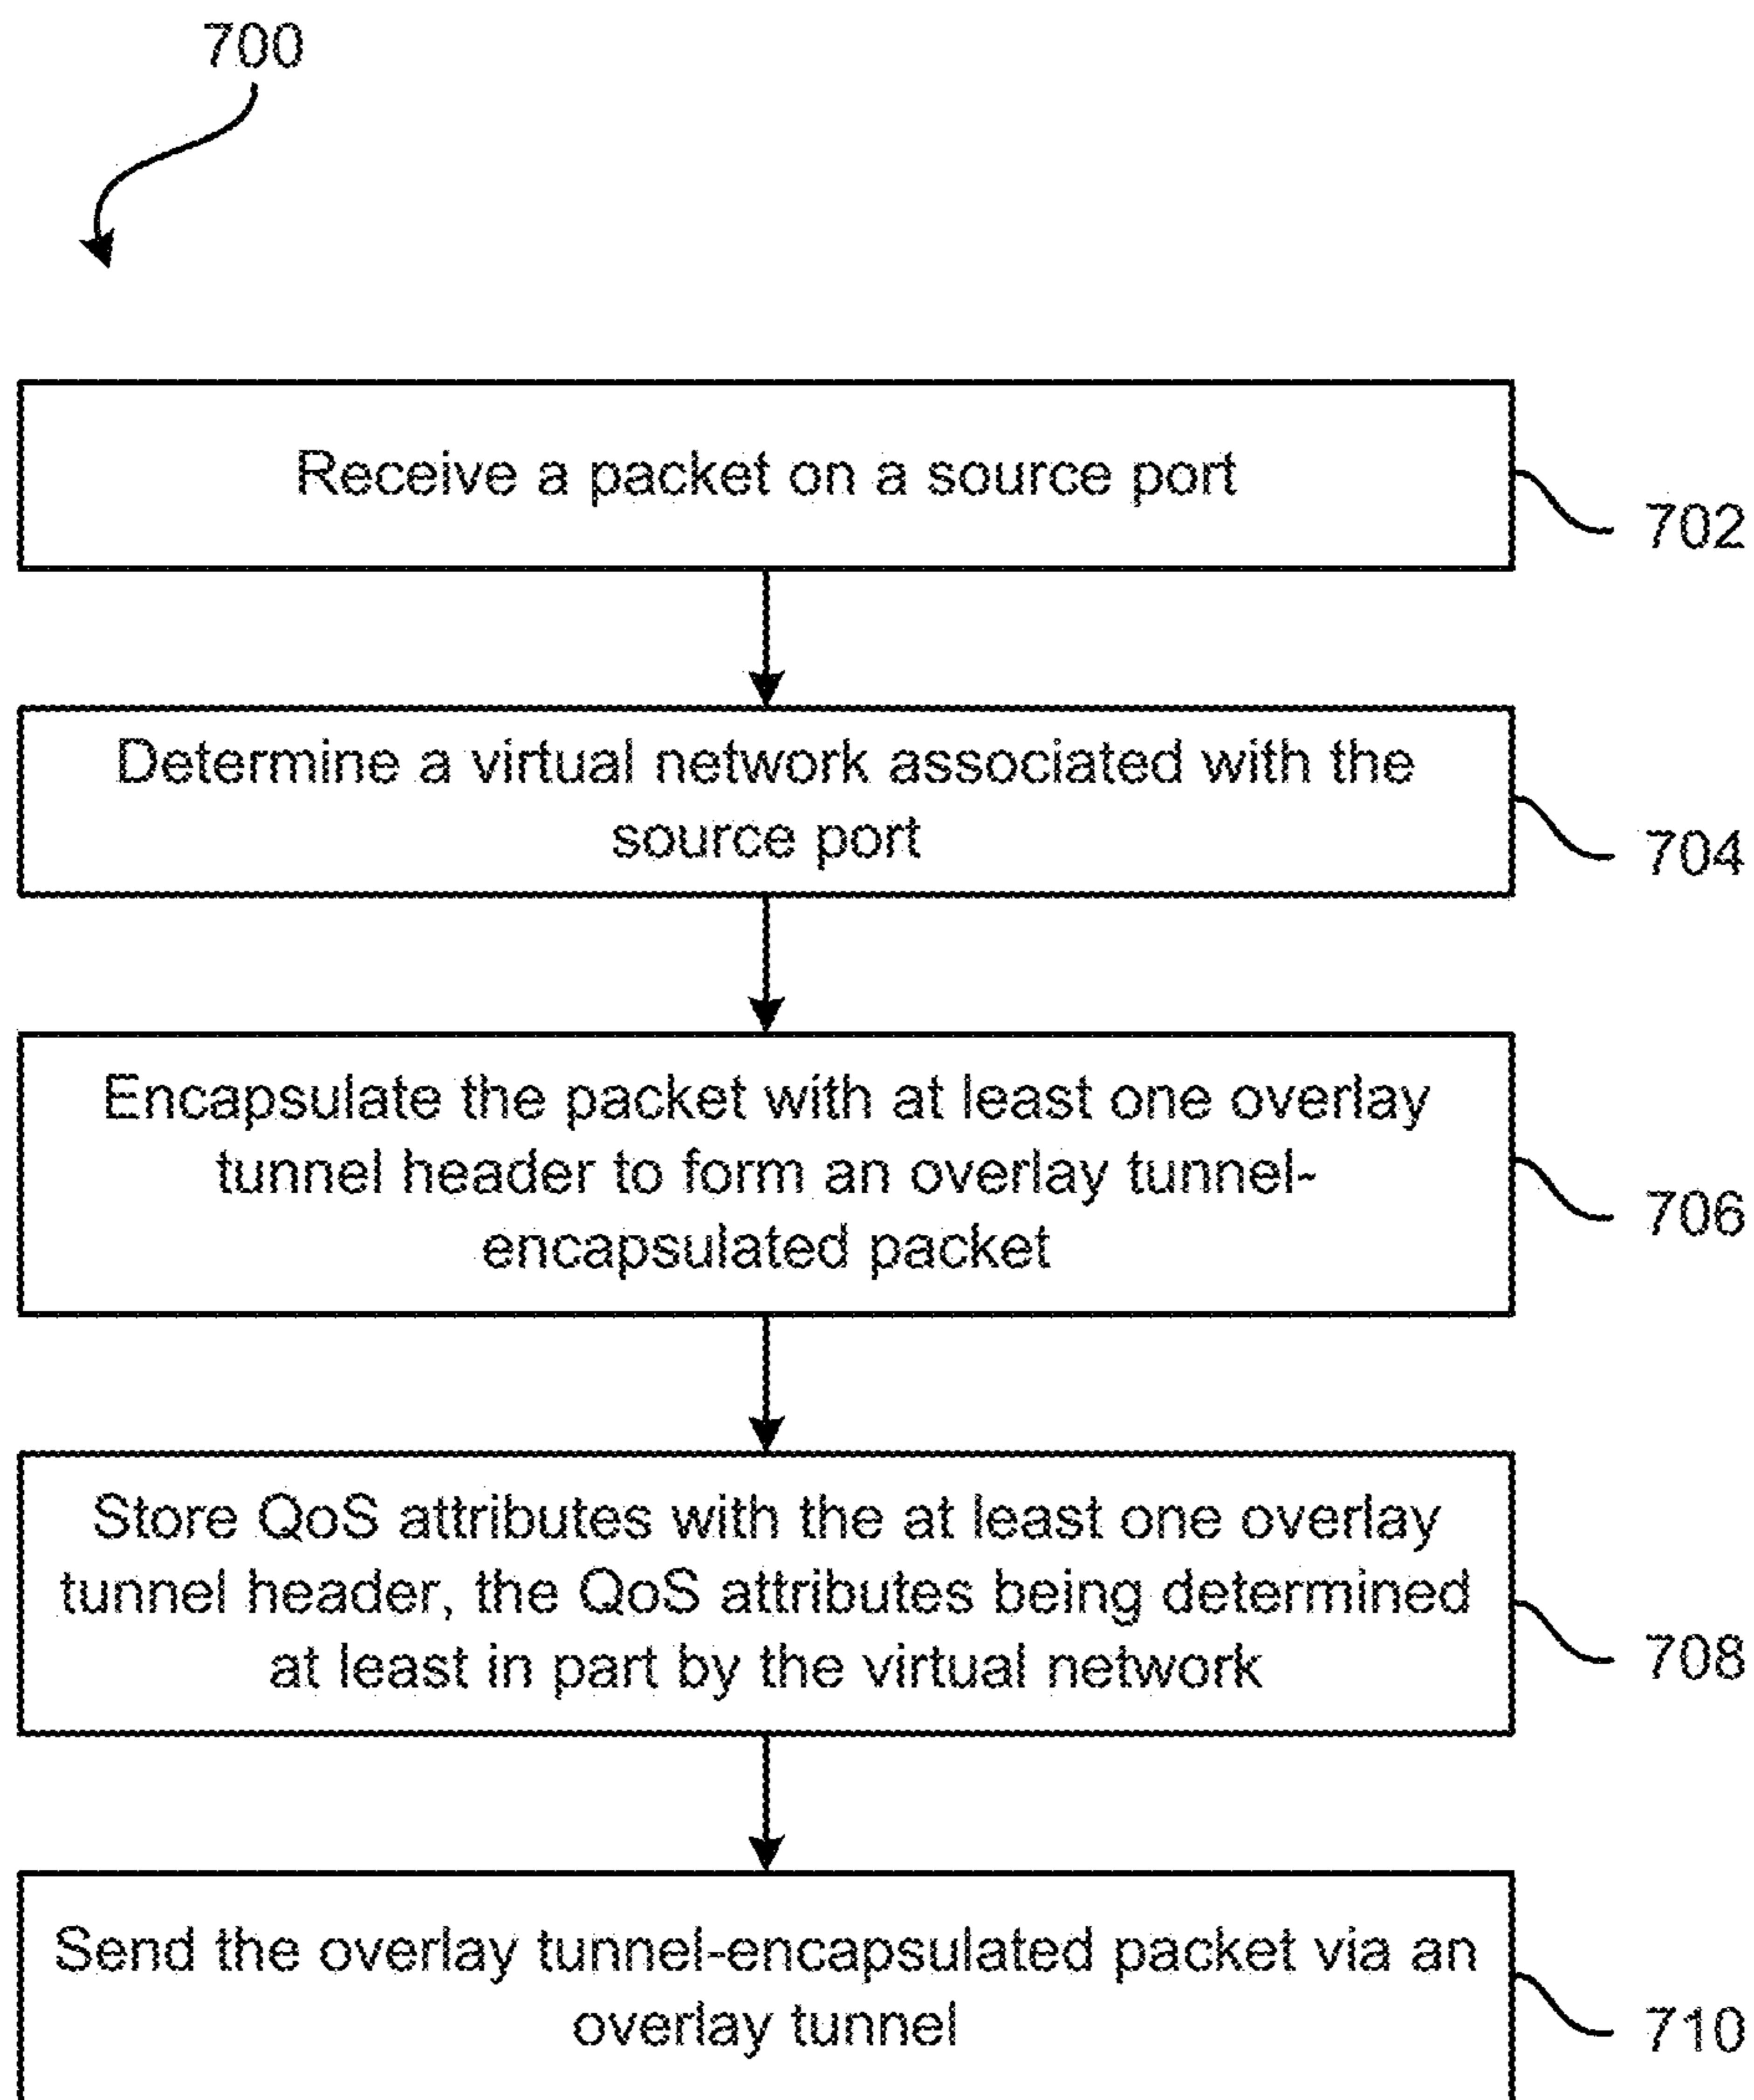 700
Receive a packet on a source port
702
Determine a virtual network associated with the
source port
704
Encapsulate the packet with at least one overlay
tunnel header to form an overlay tunnel-
encapsulated packet
706
Store QoS attributes with the at least one overlay
tunnel header, the QoS attributes being determined
at least in part by the virtual network
708
Send the overlay tunnel-encapsulated packet via an
overlay tunnel
710